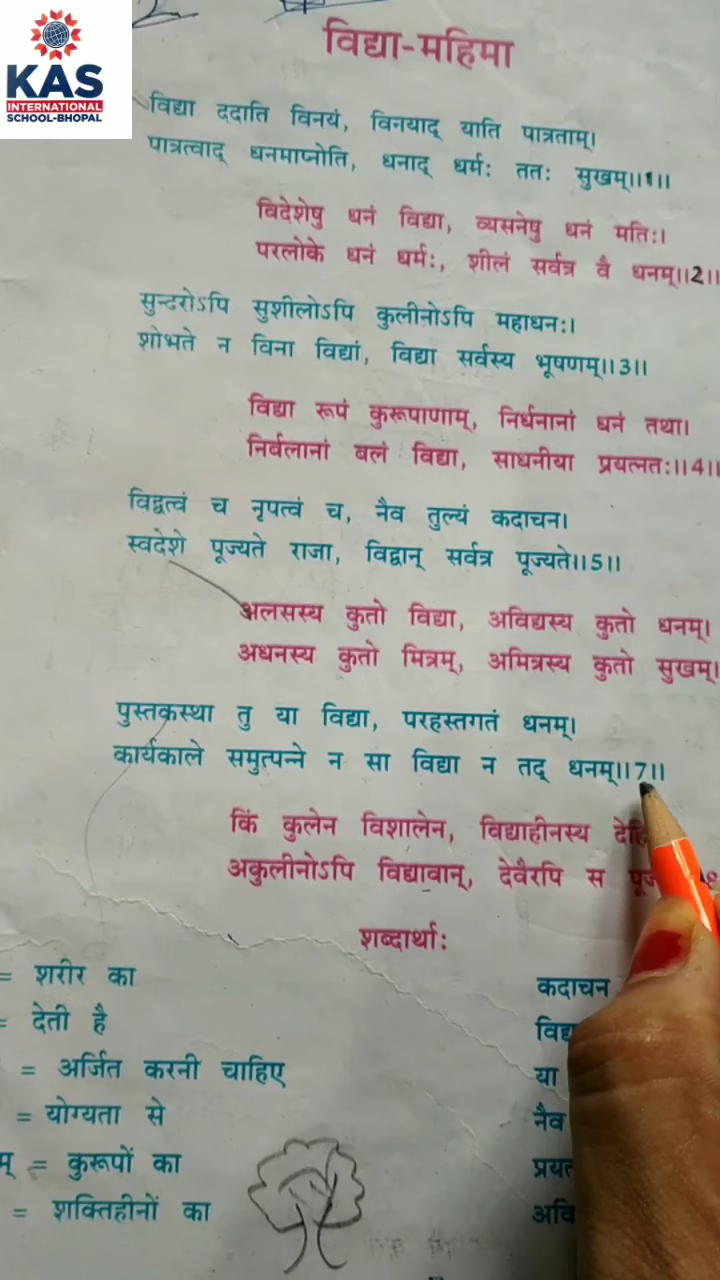 KAS
INTERNATIONAL
SCHOOL-BHOPAL
विद्या-महिमा
विद्या ददाति विनयं, विनयाद् याति पात्रताम्।
पात्रत्वाद् धनमाप्नोति, धनाद् धर्मः ततः सुखम्।।1।।
विदेशेषु धनं विद्या, व्यसनेषु धनं मतिः।
परलोके धनं धर्मः, शीलं सर्वत्र वै धनम्।।2।।
सुन्दरोऽपि सुशीलोऽपि कुलीनोऽपि महाधनः।
शोभते न विना विद्यां, विद्या सर्वस्य भूषणम्।।3।।
विद्या रूपं कुरूपाणाम्, निर्धनानां धनं तथा।
निर्बलानां बलं विद्या, साधनीया प्रयत्नतः।।4।।
विद्वत्वं च नृपत्वं च, नैव तुल्यं कदाचन।
स्वदेशे पूज्यते राजा, विद्वान् सर्वत्र पूज्यते।।5।।
अलसस्य कुतो विद्या, अविद्यस्य कुतो धनम्।
अधनस्य कुतो मित्रम्, अमित्रस्य कुतो सुखम्।
पुस्तकस्था तु या विद्या, परहस्तगतं धनम्।
कार्यकाले समुत्पन्ने न सा विद्या न तद् धनम्।।7।।
किं कुलेन विशालेन, विद्याहीनस्य
अकुलीनोऽपि विद्यावान्, देवैरपि स
शब्दार्थाः
= शरीर का
कदाचन
= देती है
= अर्जित करनी चाहिए
या
= योग्यता से
नैव
म् = कुरूपों का
= शक्तिहीनों का